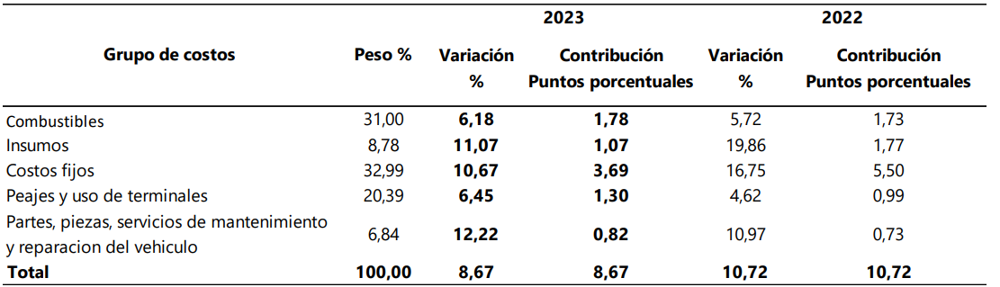 2023 2022
Grupo de costos Peso % Variación Contribución Variación Contribución
% Puntos porcentuales % Puntos porcentuales
Combustibles 31,00 6,18 1,78 5,72 1,73
Insumos 8,78 11,07 1,07 19,86 1,77
Costos fijos 32,99 10,67 3,69 16,75 5,50
Peajes y uso de terminales 20,39 6,45 1,30 4,62 0,99
Partes, piezas, servicios de mantenimiento
y reparacion del vehiculo 6,84 12,22 0,82 10,97 0,73
Total 100,00 8,67 8,67 10,72 10,72